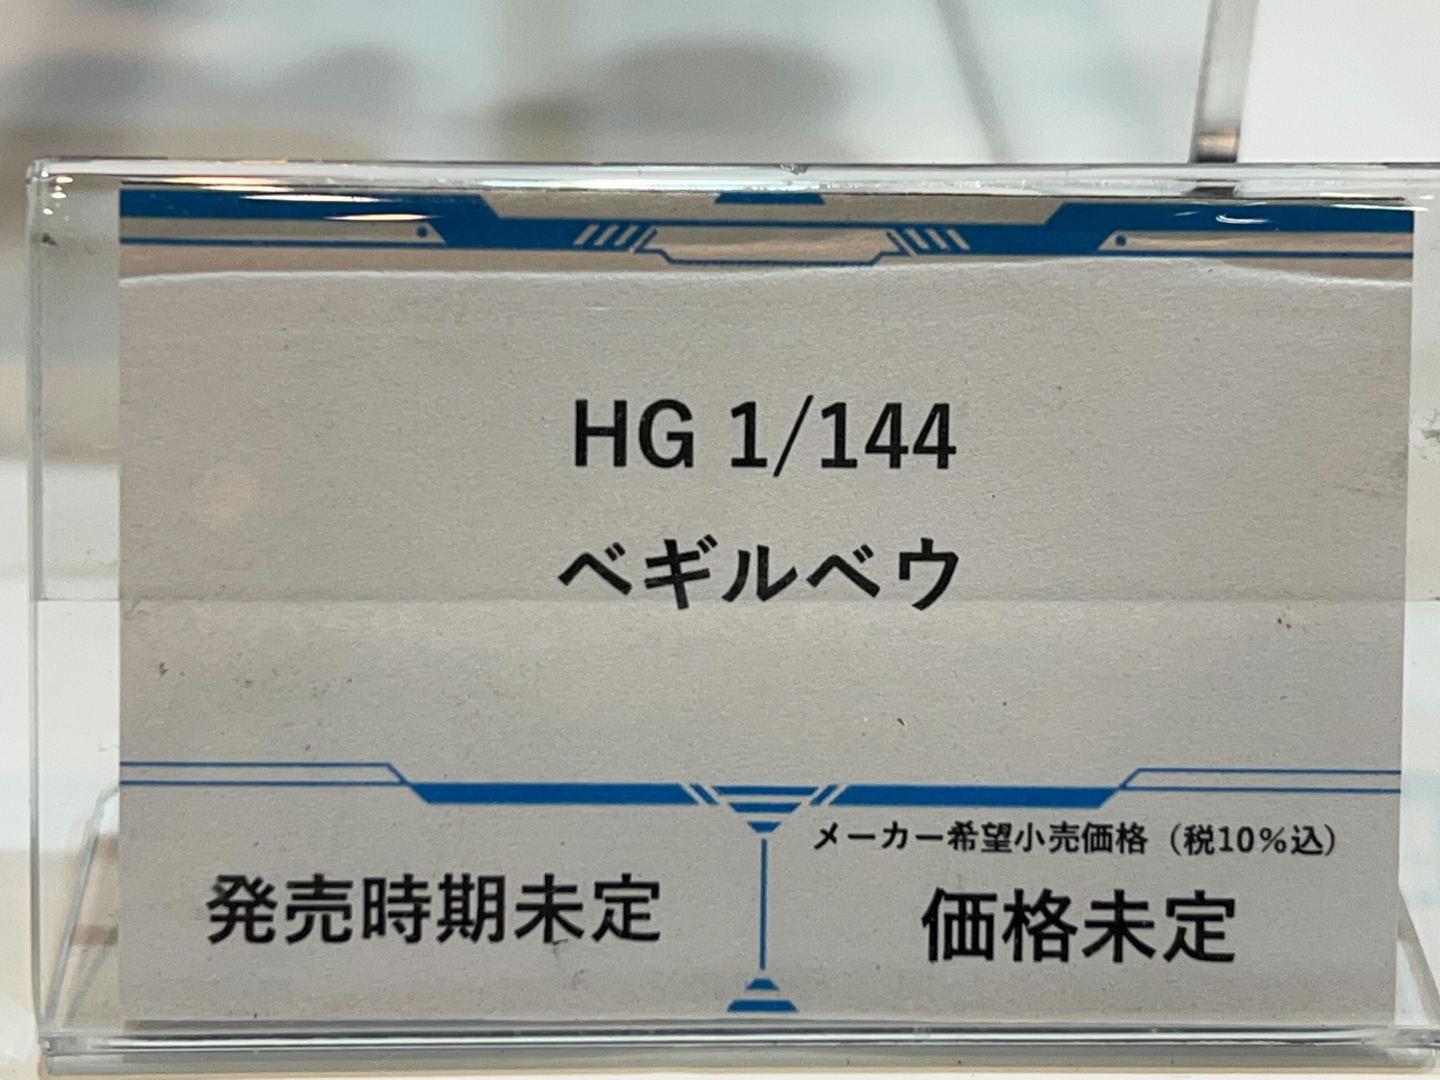 HG 1/144
ベギルベウ
発売時期未定
メーカー希望小売価格（税10%込）
価格未定